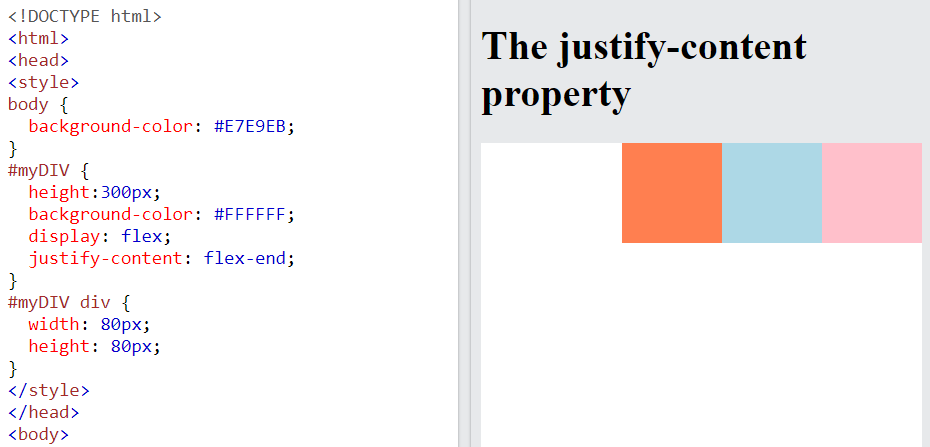 <!DOCTYPE html>
<html>
<head>
<style>
body {
  background-color: #E7E9EB;
}
#myDIV {
  height:300px;
  background-color: #FFFFFF;
  display: flex;
  justify-content: flex-end;
}
#myDIV div {
  width: 80px;
  height: 80px;
}
</style>
</head>
<body>
The justify-content
property